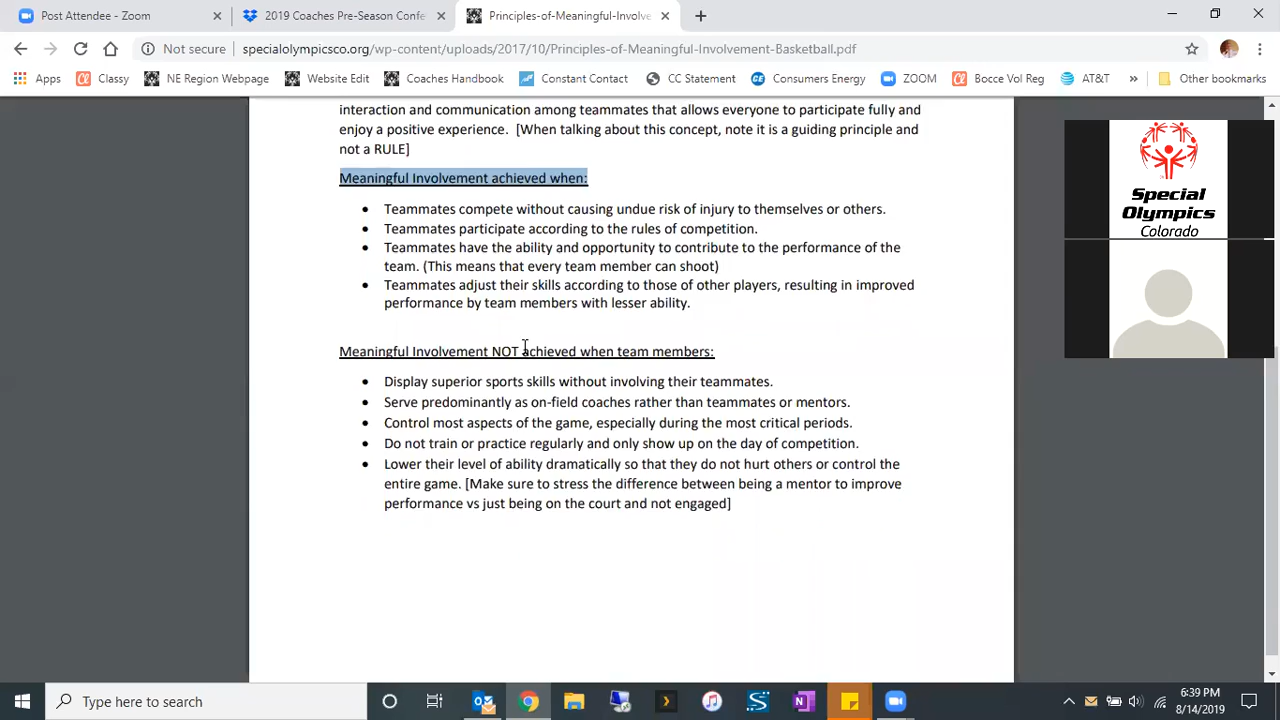 Post Attendee - Zoom
2019 Coaches Pre-Season Confe
Principles-of-Meaningful-Involve
Not secure
specialolympicsco.org/wp-content/uploads/2017/10/Principles-of-Meaningful-Involvement-Basketball.pdf
Apps
Classy
NE Region Webpage
Website Edit
Coaches Handbook
Constant Contact
CC Statement
Consumers Energy
ZOOM
Bocce Vol Reg
AT&T
Other bookmarks
interaction and communication among teammates that allows everyone to participate fully and
enjoy a positive experience. [When talking about this concept, note it is a guiding principle and
not a RULE]
Meaningful Involvement achieved when:
• Teammates compete without causing undue risk of injury to themselves or others.
• Teammates participate according to the rules of competition.
• Teammates have the ability and opportunity to contribute to the performance of the
team. (This means that every team member can shoot)
• Teammates adjust their skills according to those of other players, resulting in improved
performance by team members with lesser ability.
Meaningful Involvement NOT achieved when team members:
• Display superior sports skills without involving their teammates.
• Serve predominantly as on-field coaches rather than teammates or mentors.
• Control most aspects of the game, especially during the most critical periods.
• Do not train or practice regularly and only show up on the day of competition.
• Lower their level of ability dramatically so that they do not hurt others or control the
entire game. [Make sure to stress the difference between being a mentor to improve
performance vs just being on the court and not engaged]
Special
Olympics
Colorado
Type here to search
6:39 PM
8/14/2019